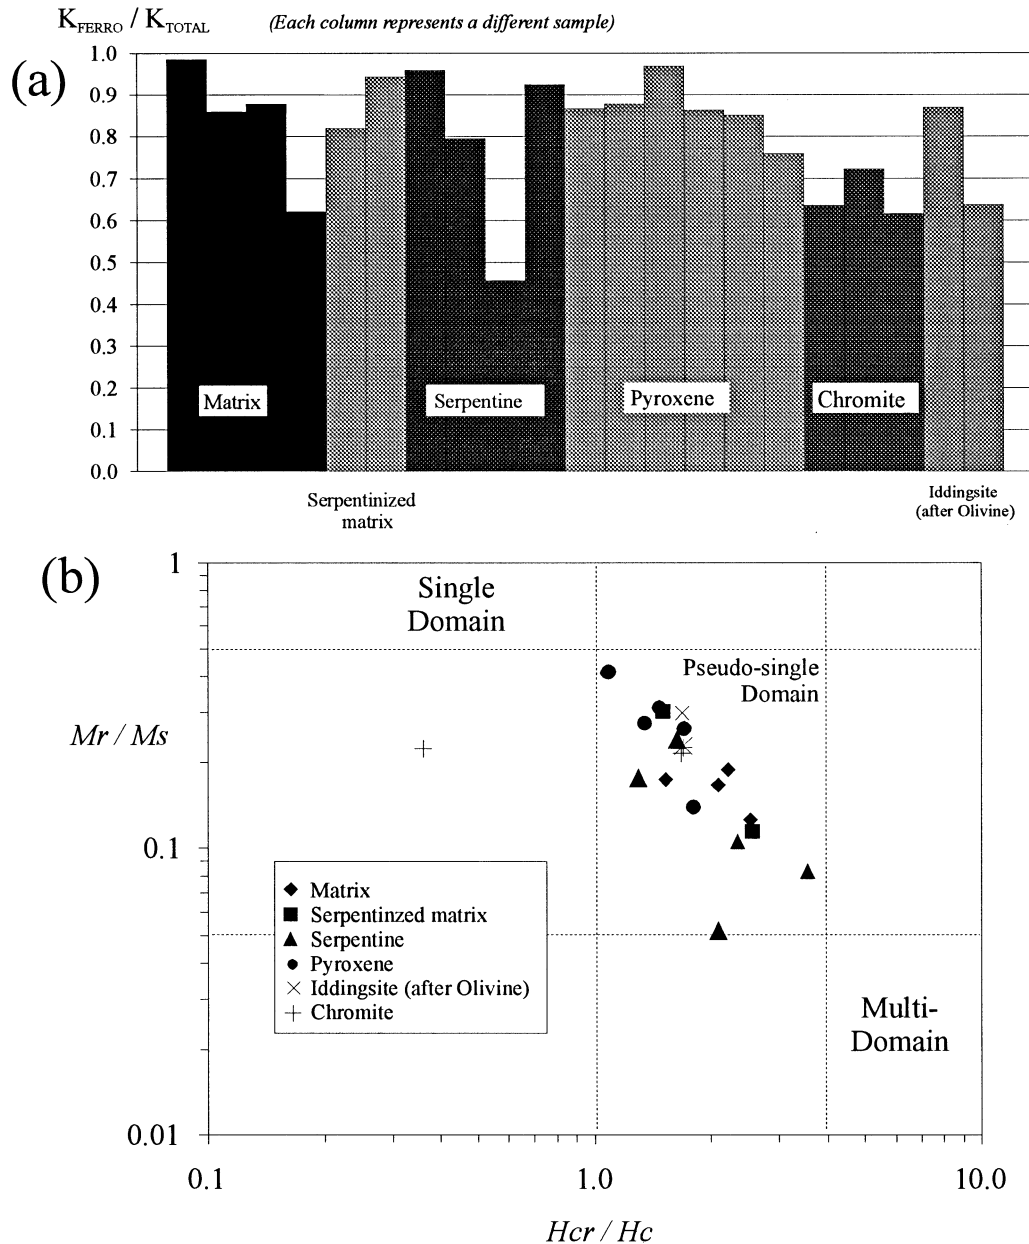 K_FERRO / K_TOTAL (Each column represents a different sample)
(a)
1.0
0.9
0.8
0.7
0.6
0.5
0.4
0.3
0.2
0.1
0.0
Matrix
Serpentine
Pyroxene
Chromite
Serpentinized
matrix
Iddingsite
(after Olivine)
(b)
1
0.1
0.01
Mr / Ms
Single
Domain
Pseudo-single
Domain
Multi-
Domain
Matrix
Serpentinzed matrix
Serpentine
Pyroxene
Iddingsite (after Olivine)
Chromite
0.1
1.0
10.0
Hcr / Hc